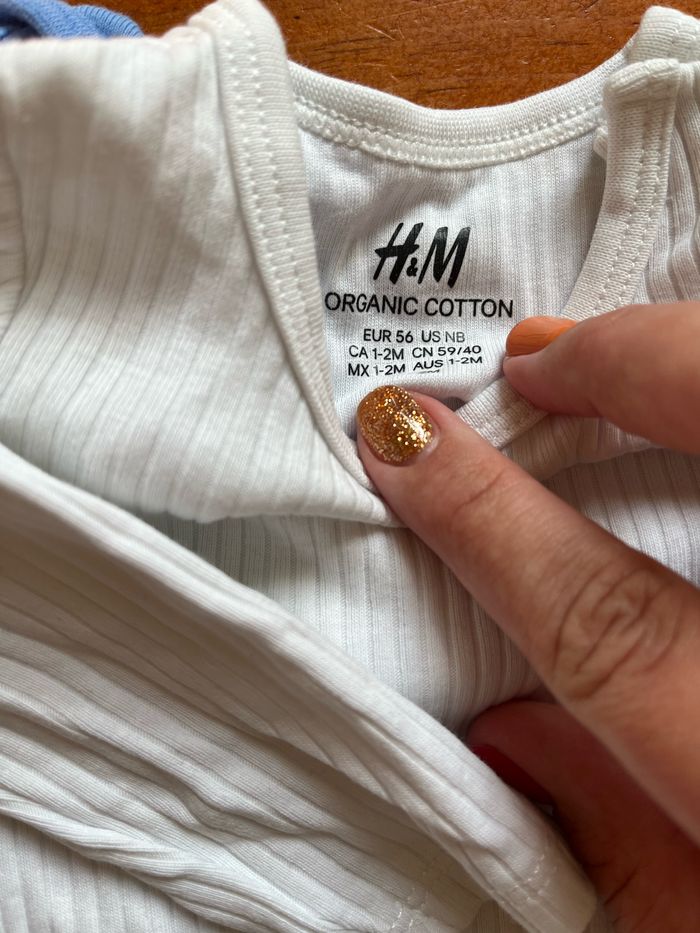 H&M
ORGANIC COTTON
EUR 56 US NB
CA 1-2M CN 59/40
MX 1-2M AUS 1-2M